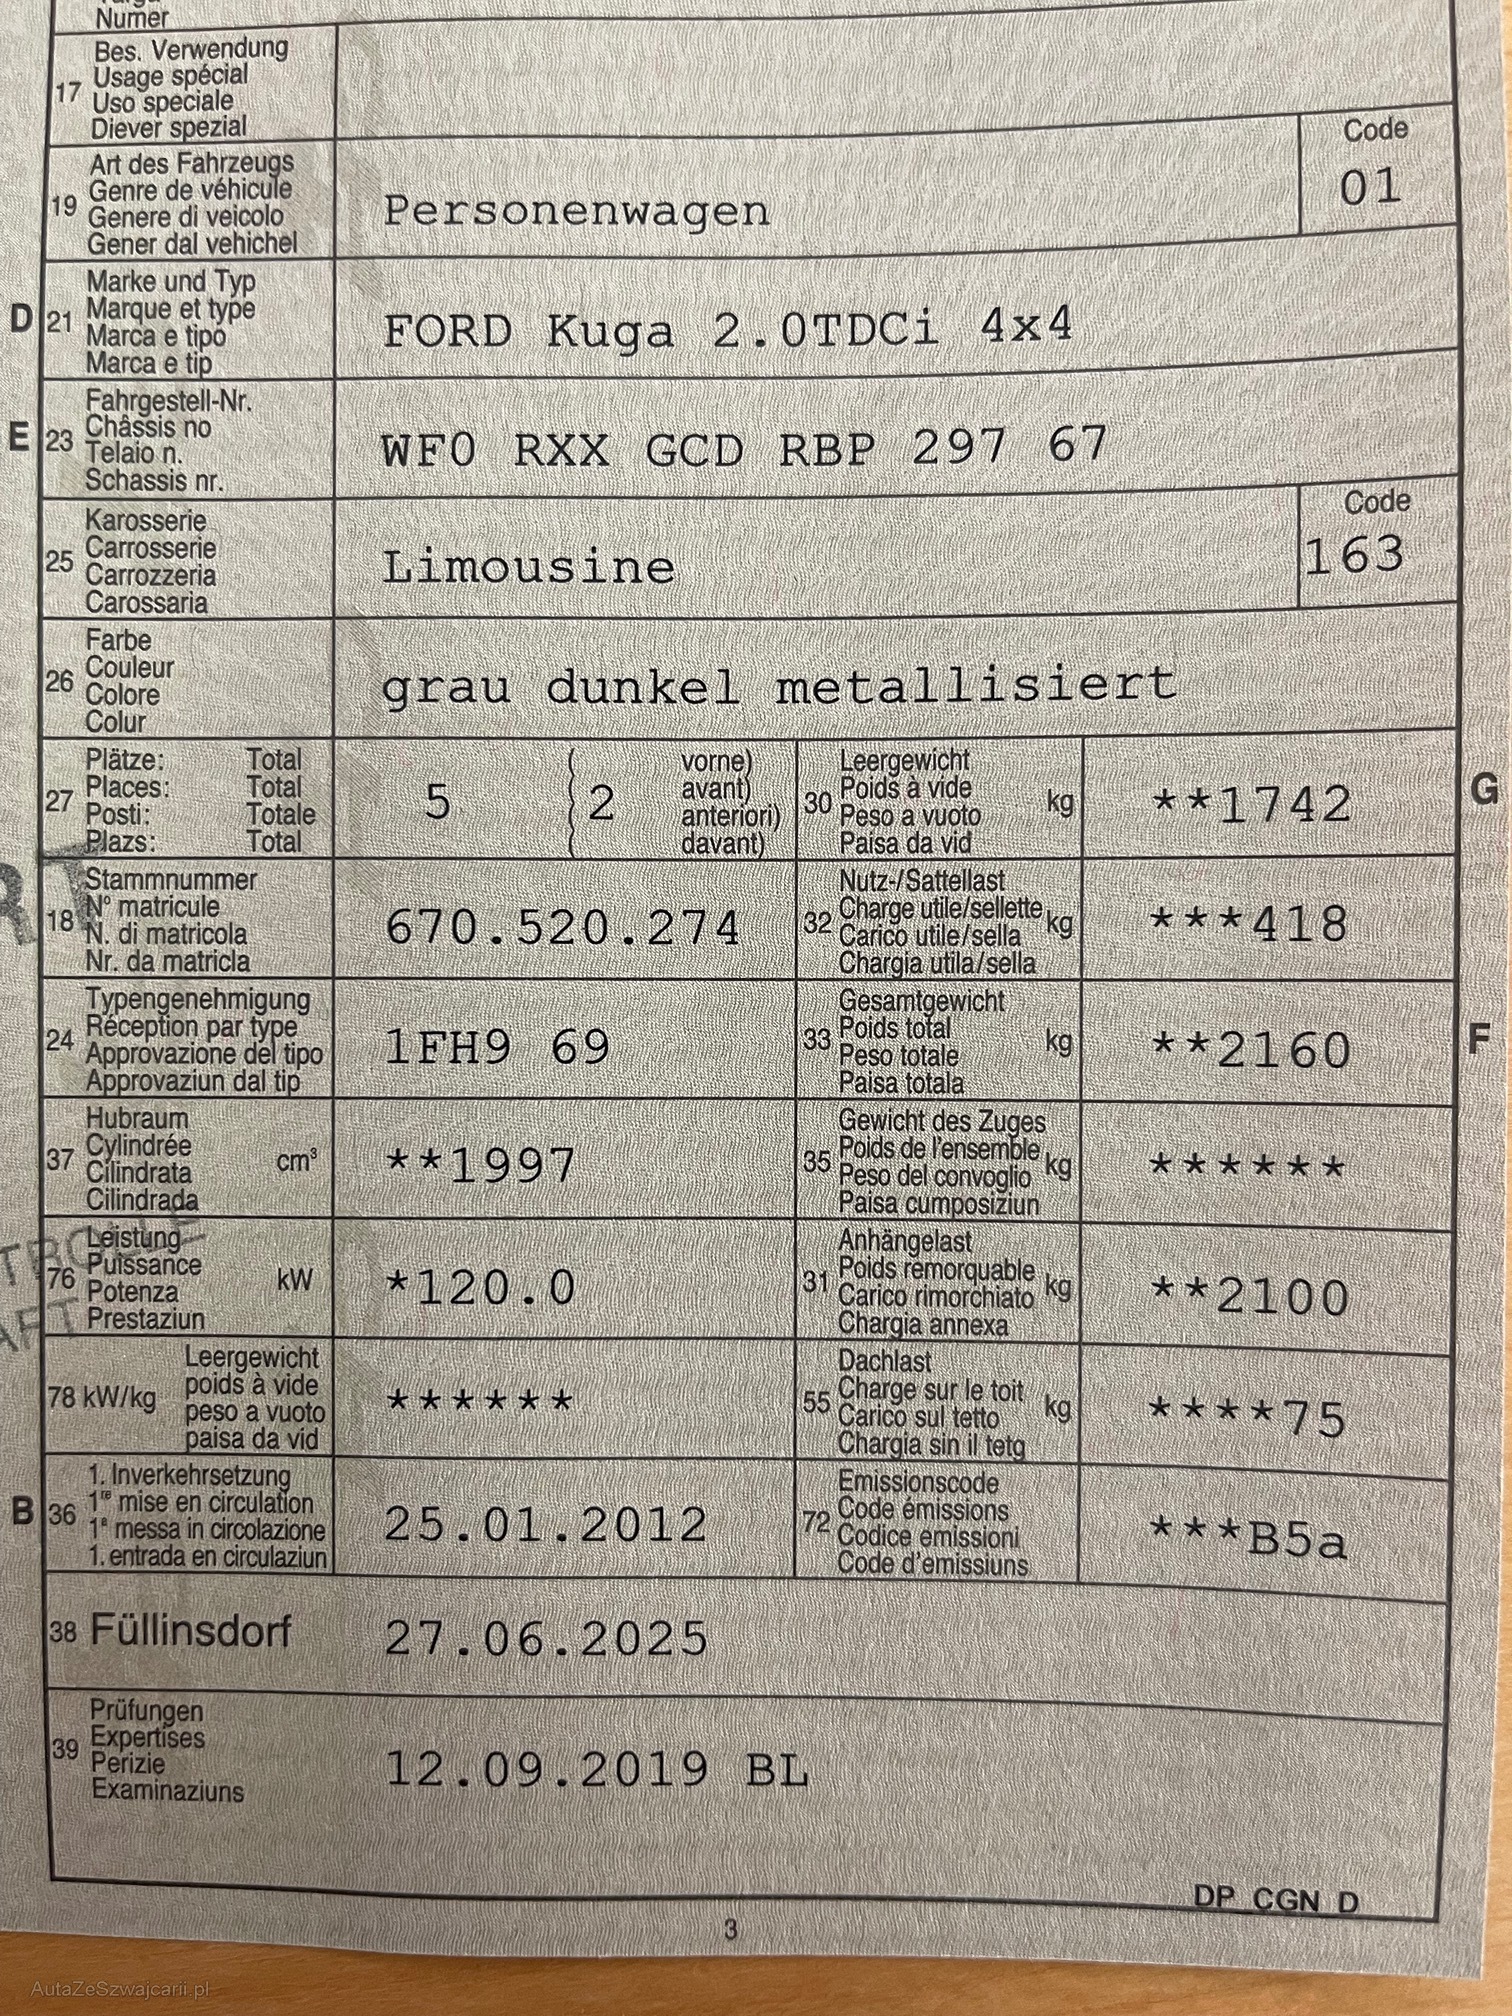 Numer
17
Bes. Verwendung
Usage spécial
Uso speciale
Diever spezial
19
Art des Fahrzeugs
Genre de véhicule
Genere di veicolo
Gener dal vehichel
Personenwagen
Code
01
D
21
Marke und Typ
Marque et type
Marca e tipo
Marca e tip
FORD Kuga 2.0TDCi 4x4
E
23
Fahrgestell-Nr.
Châssis no
Telaio n.
Schassis nr.
WF0 RXX GCD RBP 297 67
25
Karosserie
Carrosserie
Carrozzeria
Carossaria
Limousine
Code
163
26
Farbe
Couleur
Colore
Colur
grau dunkel metallisiert
27
Plätze: Total
Places: Total
Posti: Totale
Plazs: Total
5
2
vorne)
avant)
anteriori)
davant)
30
Leergewicht
Poids à vide
Peso a vuoto
Paisa da vid
kg
**1742
G
18
Stammnummer
N° matricule
N. di matricola
Nr. da matricla
670.520.274
32
Nutz-/Sattellast
Charge utile/sellette
Carico utile/sella
Chargia utila/sella
kg
***418
24
Typengenehmigung
Réception par type
Approvazione del tipo
Approvaziun dal tip
1FH9 69
33
Gesamtgewicht
Poids total
Peso totale
Paisa totala
kg
**2160
F
37
Hubraum
Cylindrée
Cilindrata
Cilindrada
cm³
**1997
35
Gewicht des Zuges
Poids de l'ensemble
Peso del convoglio
Paisa cumposiziun
kg
******
76
Leistung
Puissance
Potenza
Prestaziun
kW
*120.0
31
Anhängelast
Poids remorquable
Carico rimorchiato
Chargia annexa
kg
**2100
78 kW/kg
Leergewicht
poids à vide
peso a vuoto
paisa da vid
******
55
Dachlast
Charge sur le toit
Carico sul tetto
Chargia sin il tetg
kg
****75
B
36
1. Inverkehrsetzung
1re mise en circulation
1a messa in circolazione
1. entrada en circulaziun
25.01.2012
72
Emissionscode
Code émissions
Codice emissioni
Code d'emissiuns
***B5a
38 Füllinsdorf
27.06.2025
39
Prüfungen
Expertises
Perizie
Examinaziuns
12.09.2019 BL
DP CGN D
3
AutaZeSzwajcarii.pl